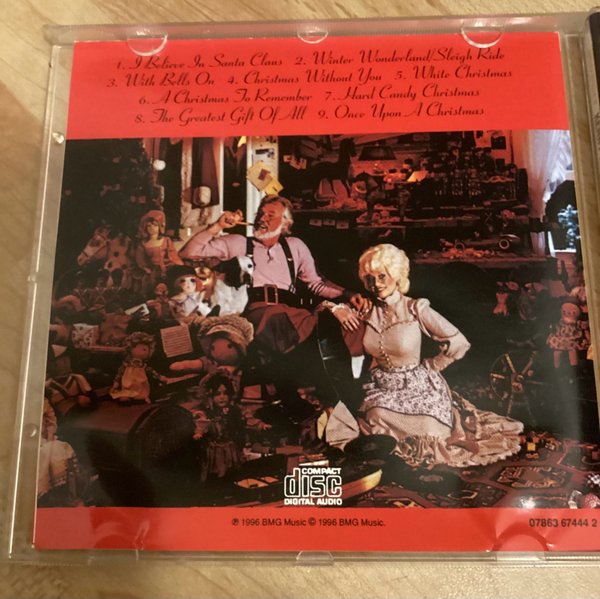 1. I Believe In Santa Claus 2. Winter Wonderland/Sleigh Ride
3. With Bells On 4. Christmas Without You 5. White Christmas
6. A Christmas To Remember 7. Hard Candy Christmas
8. The Greatest Gift Of All 9. Once Upon A Christmas
COMPACT
disc
DIGITAL AUDIO
℗ 1996 BMG Music © 1996 BMG Music.
07863 67444 2